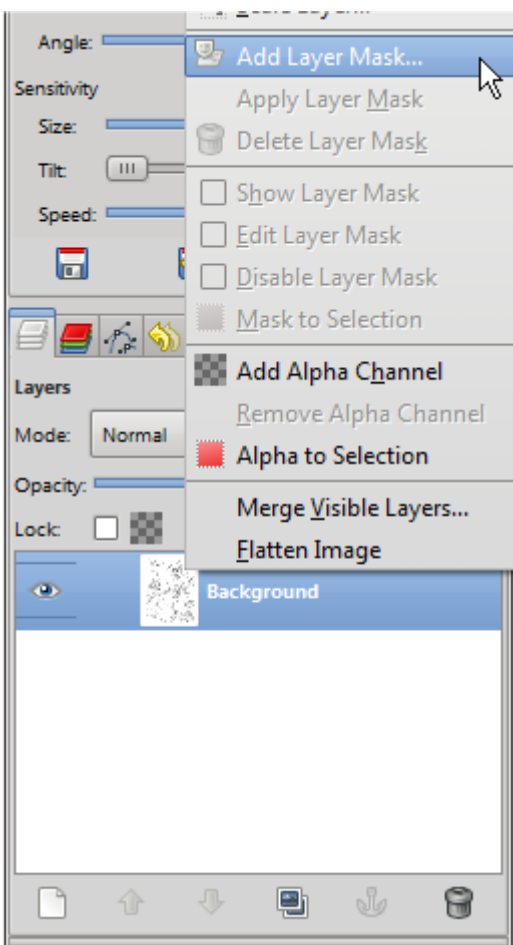 Angle:
Sensitivity
Size:
Tilt:
Speed:
Add Layer Mask...
Apply Layer Mask
Delete Layer Mask
Show Layer Mask
Edit Layer Mask
Disable Layer Mask
Mask to Selection
Add Alpha Channel
Remove Alpha Channel
Alpha to Selection
Merge Visible Layers...
Flatten Image
Layers
Mode: Normal
Opacity:
Lock:
Background